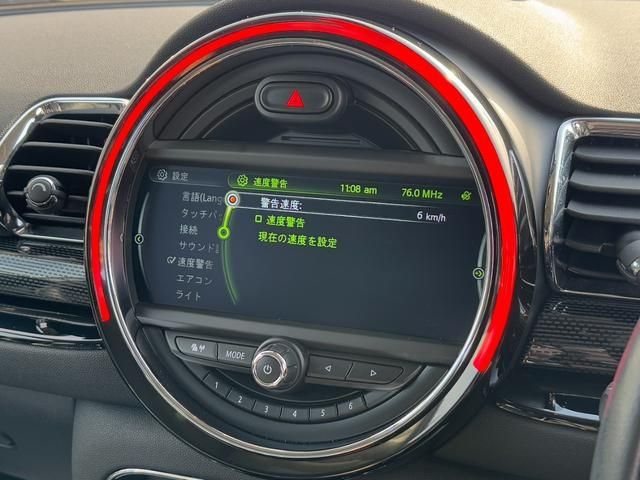 設定
速度警告 11:08 am 76.0 MHz
言語(Lang
タッチパッ
接続
サウンド
速度警告
エアコン
ライト
警告速度: 6 km/h
速度警告
現在の速度を設定
MODE
1 2 3 4 5 6